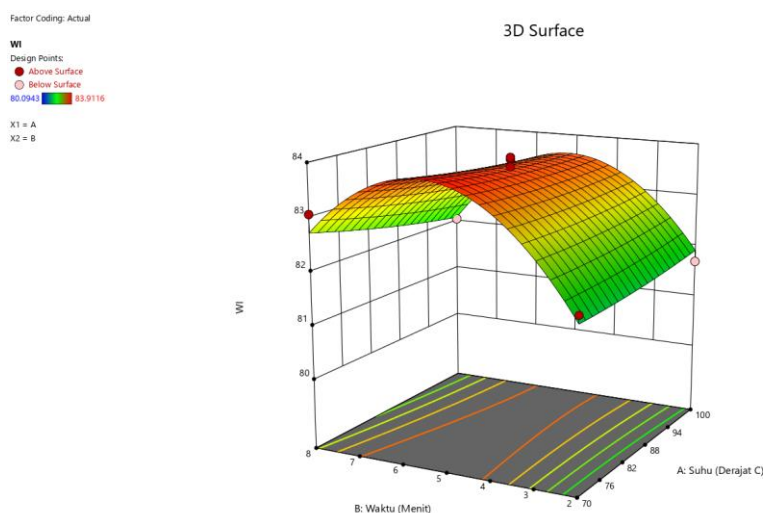 Factor Coding: Actual
3D Surface
WI
Design Points:
Above Surface
Below Surface
80.0943 83.9116
X1 = A
X2 = B
84
83
82
81
80
WI
8
7
6
5
4
3
2
B: Waktu (Menit)
70
76
82
88
94
100
A: Suhu (Derajat C)